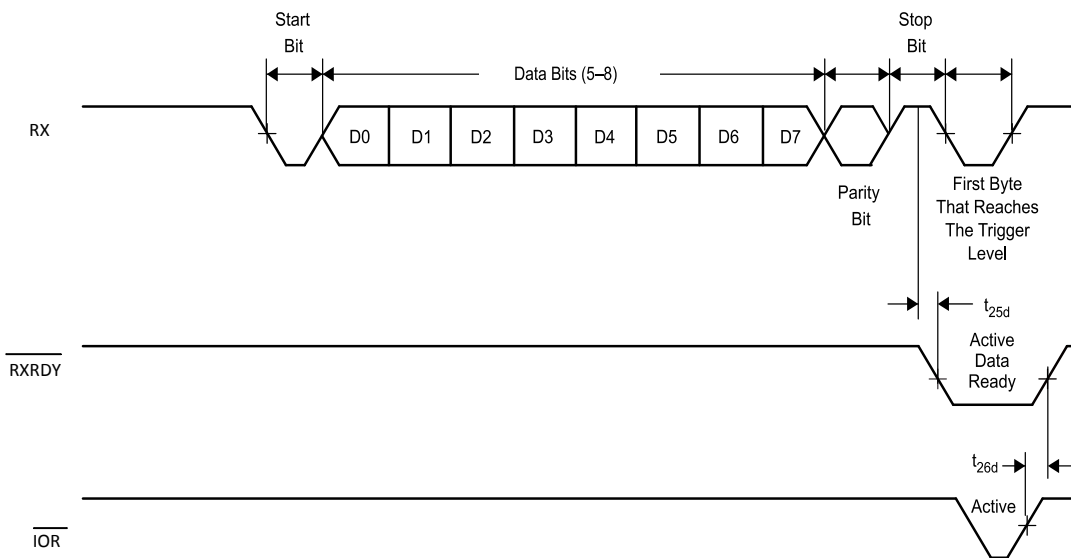 Start
Bit
Stop
Bit
Data Bits (5–8)
RX
D0 D1 D2 D3 D4 D5 D6 D7
Parity
Bit
First Byte
That Reaches
The Trigger
Level
t25d
RXRDY
Active
Data
Ready
t26d
IOR
Active